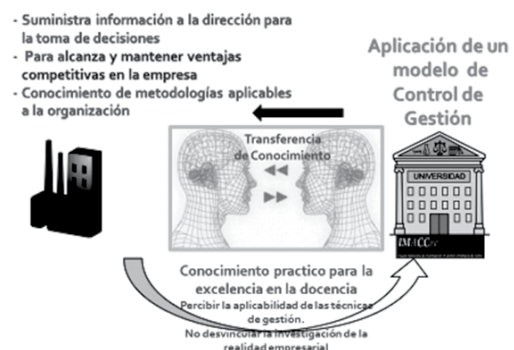 - Suministra información a la dirección para
la toma de decisiones
- Para alcanza y mantener ventajas
competitivas en la empresa
- Conocimiento de metodologías aplicables
a la organización
Aplicación de un
modelo de
Control de
Gestión
Transferencia
de Conocimiento
UNIVERSIDAD
IMACCec
Conocimiento practico para la
excelencia en la docencia
Percibir la aplicabilidad de las técnicas
de gestión.
No desvincular la investigación de la
realidad empresarial